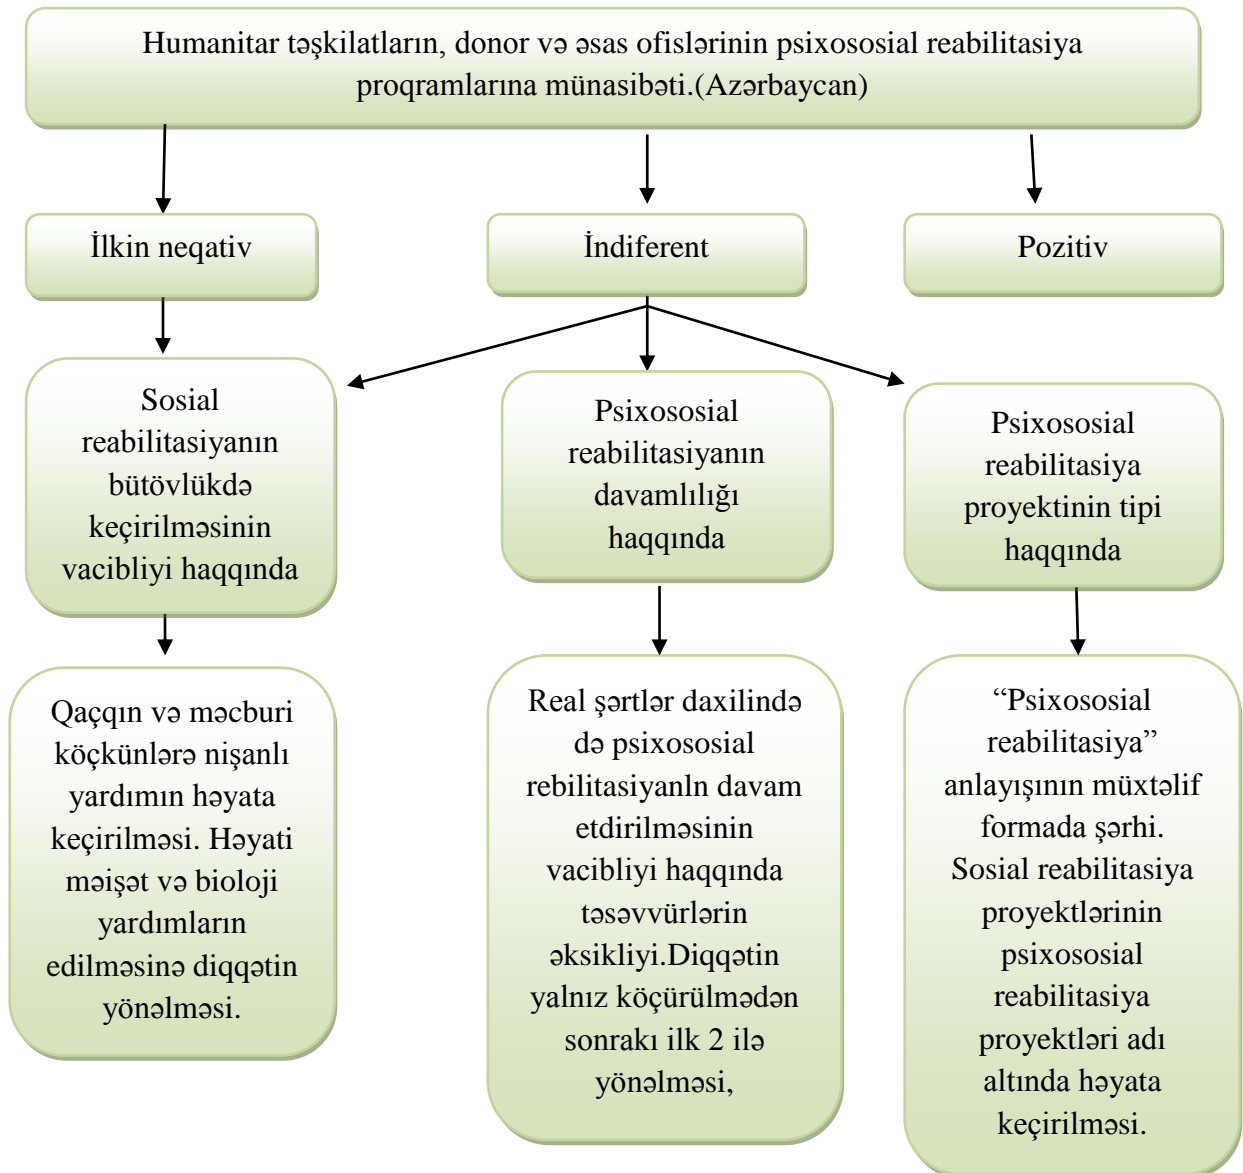 Humanitar təşkilatların, donor və əsas ofislərinin psixososial reabilitasiya
proqramlarına münasibəti.(Azərbaycan)
İlkin neqativ
İndiferent
Pozitiv
Sosial
reabilitasiyanın
bütövlükdə
keçirilməsinin
vacibliyi haqqında
Psixososial
reabilitasiyanın
davamlılığı
haqqında
Psixososial
reabilitasiya
proyektinin tipi
haqqında
Qaçqın və məcburi
köçkünlərə nişanlı
yardımın həyata
keçirilməsi. Həyati
məişət və bioloji
yardımların
edilməsinə diqqətin
yönəlməsi.
Real şərtlər daxilində
də psixososial
rebilitasiyanln davam
etdirilməsinin
vacibliyi haqqında
təsəvvürlərin
əksikliyi.Diqqətin
yalnız köçürülmədən
sonrakı ilk 2 ilə
yönəlməsi,
“Psixososial
reabilitasiya”
anlayışının müxtəlif
formada şərhi.
Sosial reabilitasiya
proyektlərinin
psixososial
reabilitasiya
proyektləri adı
altında həyata
keçirilməsi.